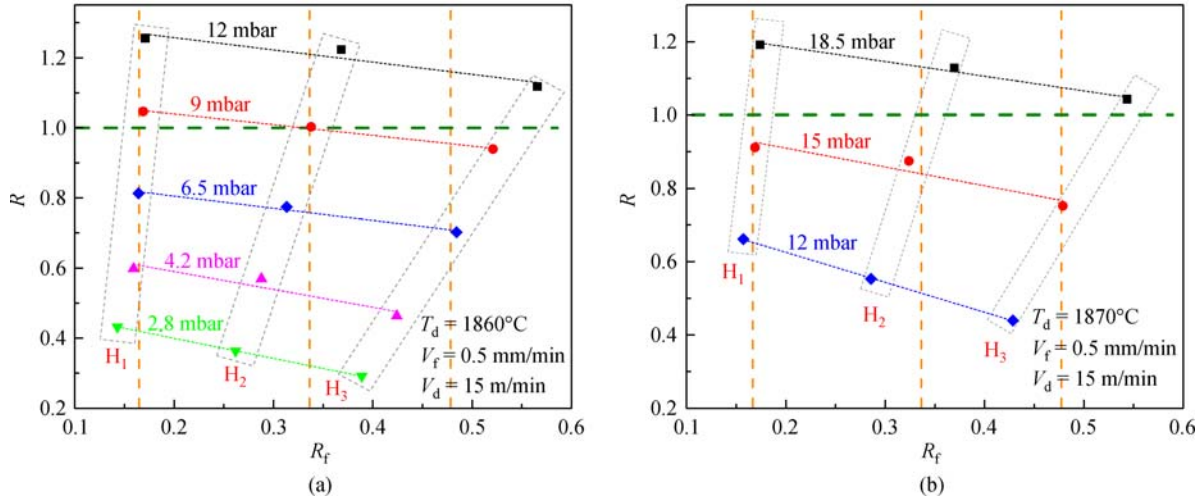 12 mbar
1.2
9 mbar
1.0
R
0.8
6.5 mbar
0.6
4.2 mbar
2.8 mbar
0.4
H1
H2
H3
Td = 1860°C
Vf = 0.5 mm/min
Vd = 15 m/min
0.2
0.1 0.2 0.3 0.4 0.5 0.6
Rf
(a)
18.5 mbar
1.2
1.0
15 mbar
R
0.8
12 mbar
0.6
H1
H2
H3
0.4
Td = 1870°C
Vf = 0.5 mm/min
Vd = 15 m/min
0.2
0.1 0.2 0.3 0.4 0.5 0.6
Rf
(b)